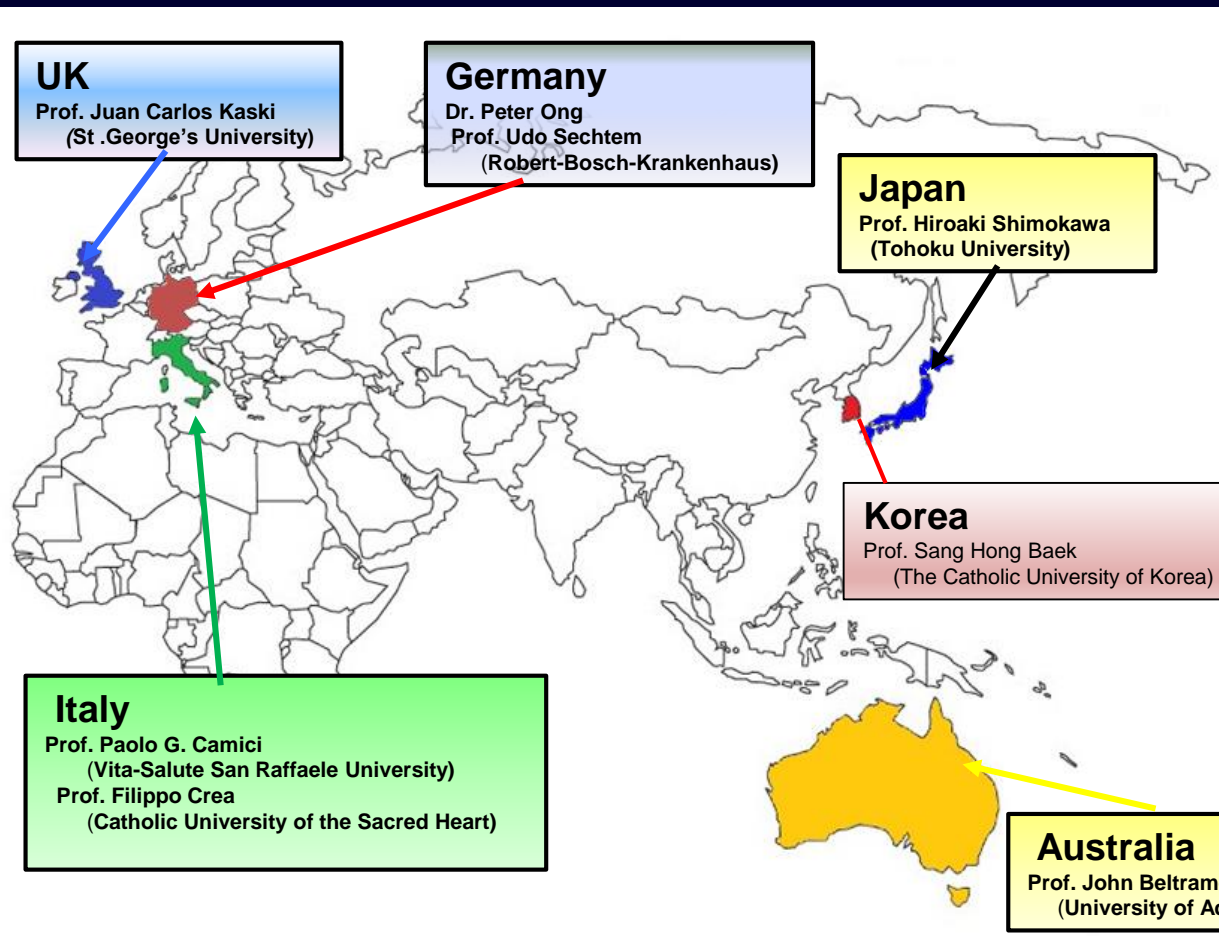 UK
Prof. Juan Carlos Kaski
(St .George's University)
Germany
Dr. Peter Ong
Prof. Udo Sechtem
(Robert-Bosch-Krankenhaus)
Japan
Prof. Hiroaki Shimokawa
(Tohoku University)
Korea
Prof. Sang Hong Baek
(The Catholic University of Korea)
Italy
Prof. Paolo G. Camici
(Vita-Salute San Raffaele University)
Prof. Filippo Crea
(Catholic University of the Sacred Heart)
Australia
Prof. John
(University of